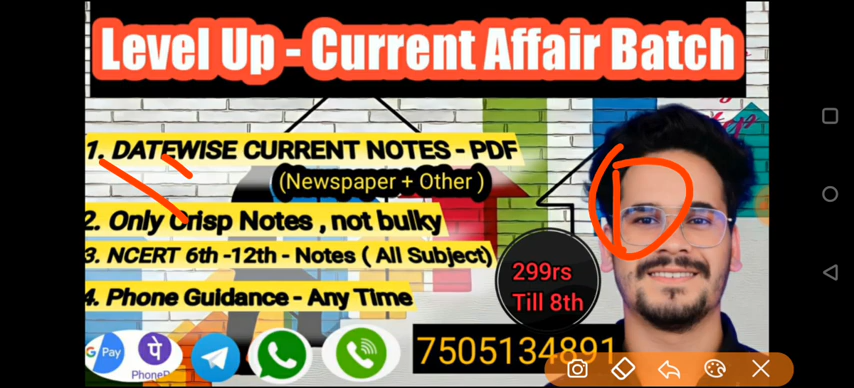 Level Up - Current Affair Batch
1. DATEWISE CURRENT NOTES - PDF
(Newspaper + Other )
2. Only Crisp Notes , not bulky
3. NCERT 6th -12th - Notes ( All Subject)
4. Phone Guidance - Any Time
299rs
Till 8th
G Pay
पे
PhoneP
7505134891